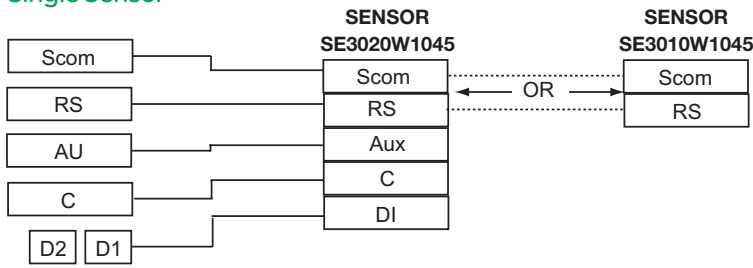 Single Sensor
SENSOR
SE3020W1045
SENSOR
SE3010W1045
Scom
Scom
Scom
OR
RS
RS
RS
AU
Aux
C
C
D2 D1
DI